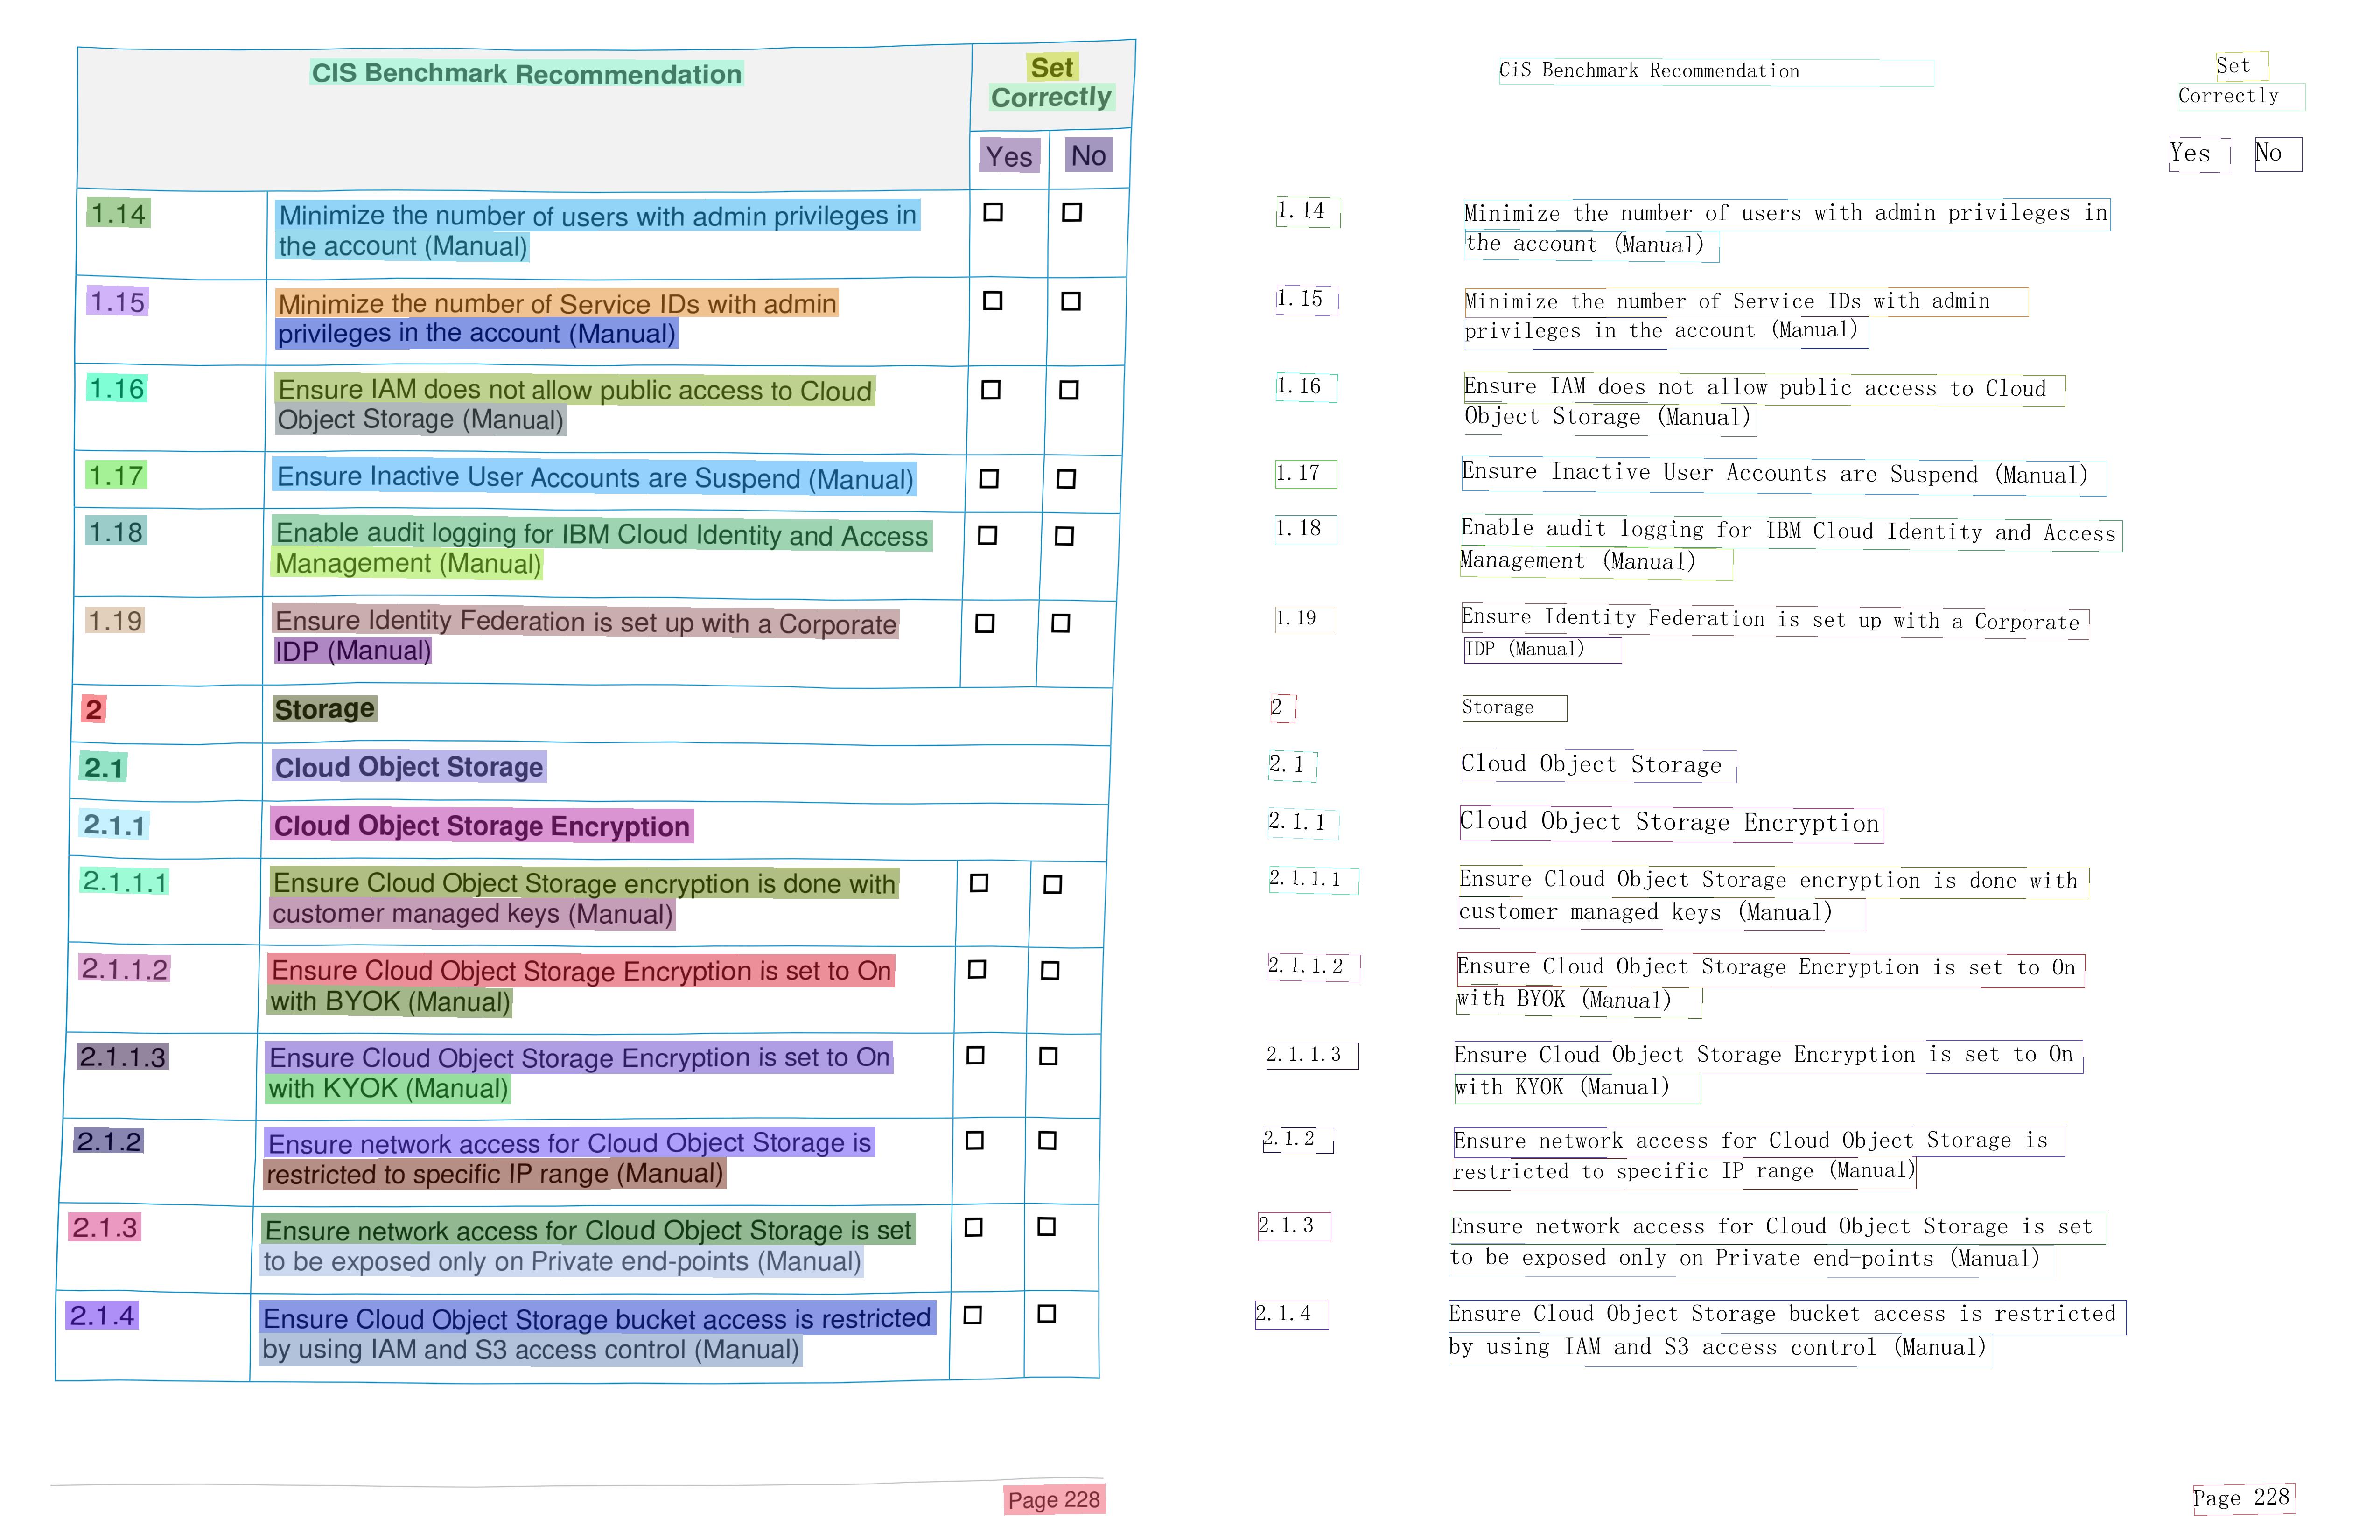 CIS Benchmark Recommendation
Set
Correctly
Yes No
1.14 Minimize the number of users with admin privileges in
the account (Manual)
1.15 Minimize the number of Service IDs with admin
privileges in the account (Manual)
1.16 Ensure IAM does not allow public access to Cloud
Object Storage (Manual)
1.17 Ensure Inactive User Accounts are Suspend (Manual)
1.18 Enable audit logging for IBM Cloud Identity and Access
Management (Manual)
1.19 Ensure Identity Federation is set up with a Corporate
IDP (Manual)
2 Storage
2.1 Cloud Object Storage
2.1.1 Cloud Object Storage Encryption
2.1.1.1 Ensure Cloud Object Storage encryption is done with
customer managed keys (Manual)
2.1.1.2 Ensure Cloud Object Storage Encryption is set to On
with BYOK (Manual)
2.1.1.3 Ensure Cloud Object Storage Encryption is set to On
with KYOK (Manual)
2.1.2 Ensure network access for Cloud Object Storage is
restricted to specific IP range (Manual)
2.1.3 Ensure network access for Cloud Object Storage is set
to be exposed only on Private end-points (Manual)
2.1.4 Ensure Cloud Object Storage bucket access is restricted
by using IAM and S3 access control (Manual)
Page 228
CiS Benchmark Recommendation
Set
Correctly
Yes No
1.14 Minimize the number of users with admin privileges in
the account (Manual)
1.15 Minimize the number of Service IDs with admin
privileges in the account (Manual)
1.16 Ensure IAM does not allow public access to Cloud
Object Storage (Manual)
1.17 Ensure Inactive User Accounts are Suspend (Manual)
1.18 Enable audit logging for IBM Cloud Identity and Access
Management (Manual)
1.19 Ensure Identity Federation is set up with a Corporate
IDP (Manual)
2 Storage
2.1 Cloud Object Storage
2.1.1 Cloud Object Storage Encryption
2.1.1.1 Ensure Cloud Object Storage encryption is done with
customer managed keys (Manual)
2.1.1.2 Ensure Cloud Object Storage Encryption is set to On
with BYOK (Manual)
2.1.1.3 Ensure Cloud Object Storage Encryption is set to On
with KYOK (Manual)
2.1.2 Ensure network access for Cloud Object Storage is
restricted to specific IP range (Manual)
2.1.3 Ensure network access for Cloud Object Storage is set
to be exposed only on Private end-points (Manual)
2.1.4 Ensure Cloud Object Storage bucket access is restricted
by using IAM and S3 access control (Manual)
Page 228